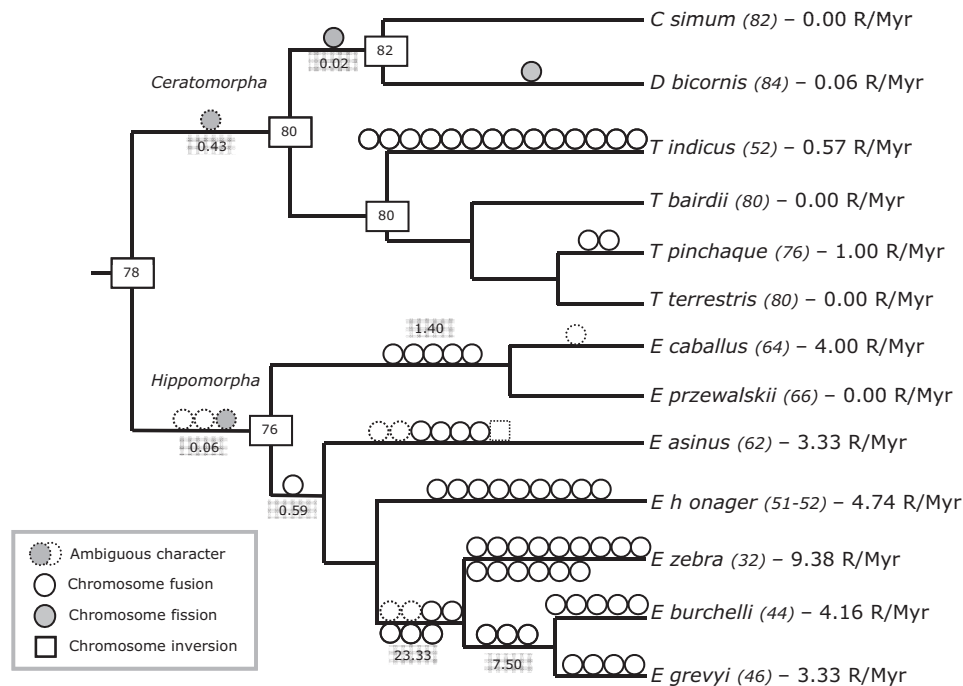 C simum (82) – 0.00 R/Myr
82
0.02
D bicornis (84) – 0.06 R/Myr
Ceratomorpha
80
0.43
T indicus (52) – 0.57 R/Myr
T bairdii (80) – 0.00 R/Myr
80
T pinchaque (76) – 1.00 R/Myr
78
T terrestris (80) – 0.00 R/Myr
1.40
E caballus (64) – 4.00 R/Myr
Hippomorpha
E przewalskii (66) – 0.00 R/Myr
76
0.06
E asinus (62) – 3.33 R/Myr
E h onager (51-52) – 4.74 R/Myr
0.59
E zebra (32) – 9.38 R/Myr
E burchelli (44) – 4.16 R/Myr
23.33
7.50
E grevyi (46) – 3.33 R/Myr
Ambiguous character
Chromosome fusion
Chromosome fission
Chromosome inversion